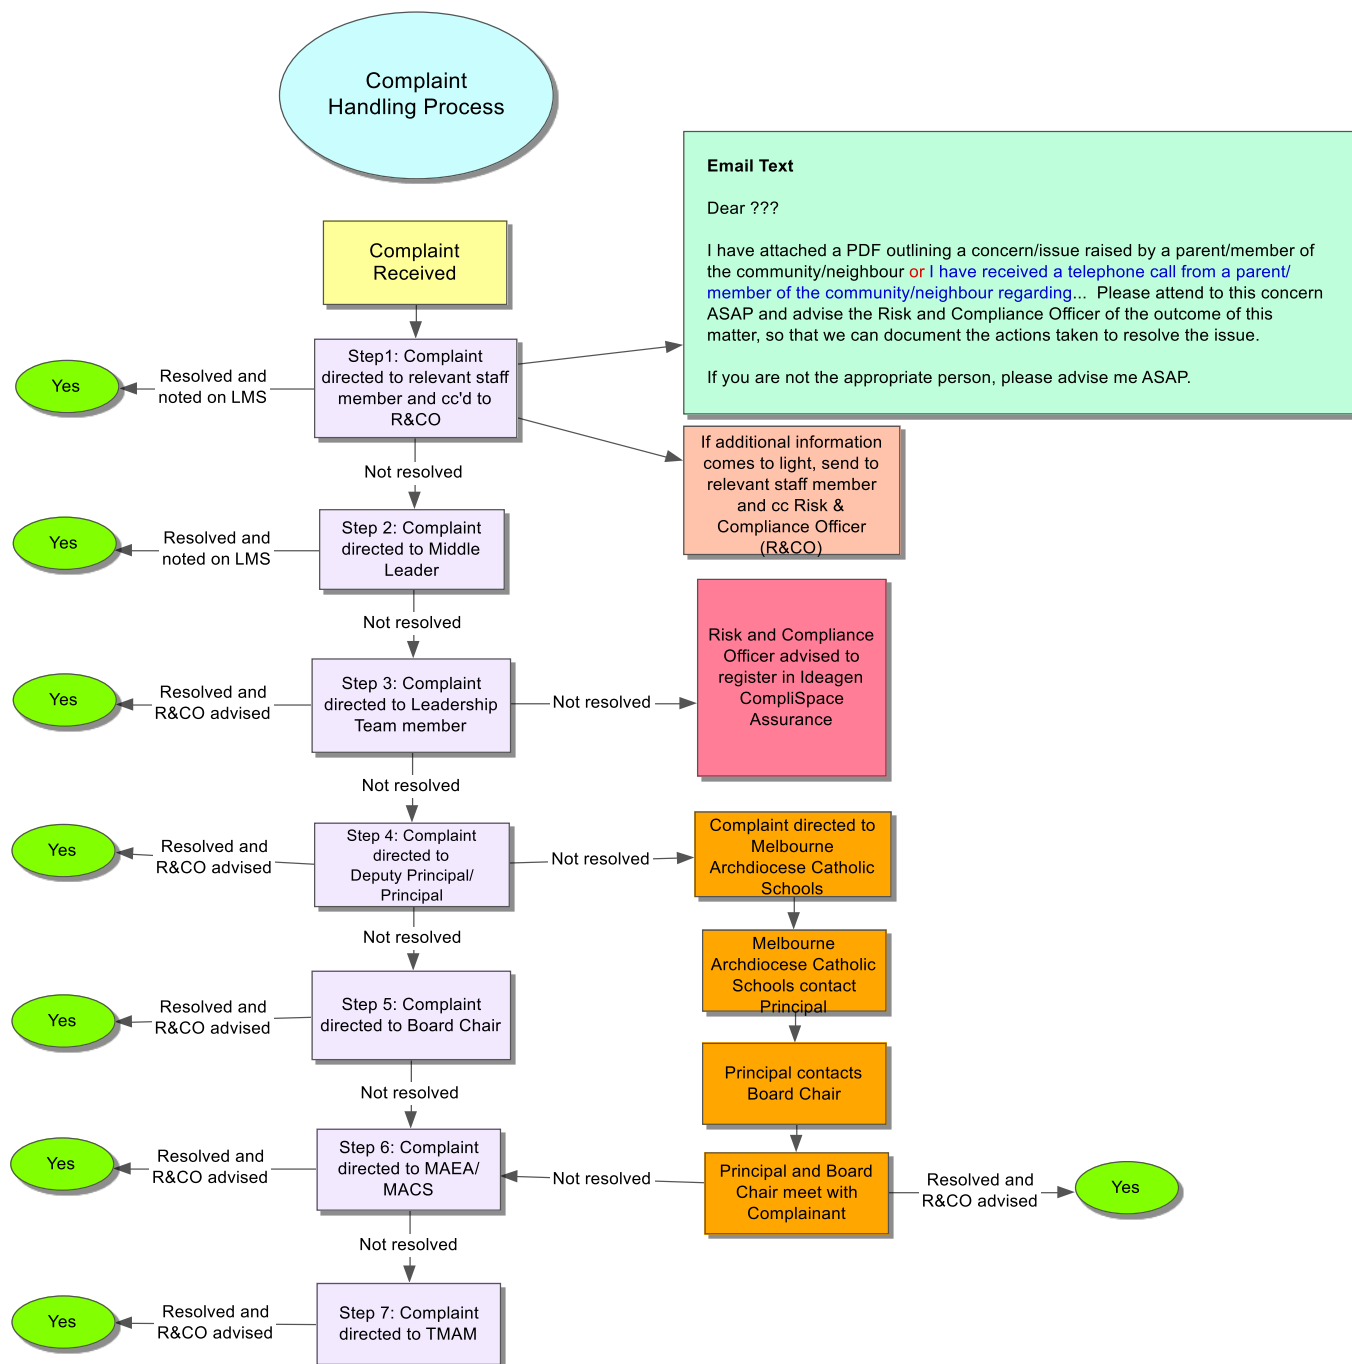 Complaint
Handling Process
Email Text
Dear ???
I have attached a PDF outlining a concern/issue raised by a parent/member of
the community/neighbour or I have received a telephone call from a parent/
member of the community/neighbour regarding... Please attend to this concern
ASAP and advise the Risk and Compliance Officer of the outcome of this
matter, so that we can document the actions taken to resolve the issue.
If you are not the appropriate person, please advise me ASAP.
Complaint
Received
Step1: Complaint
directed to relevant staff
member and cc'd to
R&CO
Resolved and
noted on LMS
Yes
If additional information
comes to light, send to
relevant staff member
and cc Risk &
Compliance Officer
(R&CO)
Not resolved
Step 2: Complaint
directed to Middle
Leader
Resolved and
noted on LMS
Yes
Not resolved
Step 3: Complaint
directed to Leadership
Team member
Resolved and
R&CO advised
Yes
Not resolved
Risk and Compliance
Officer advised to
register in Ideagen
CompliSpace
Assurance
Not resolved
Step 4: Complaint
directed to
Deputy Principal/
Principal
Resolved and
R&CO advised
Yes
Not resolved
Complaint directed to
Melbourne
Archdiocese Catholic
Schools
Melbourne
Archdiocese Catholic
Schools contact
Principal
Principal contacts
Board Chair
Principal and Board
Chair meet with
Complainant
Resolved and
R&CO advised
Yes
Not resolved
Not resolved
Step 5: Complaint
directed to Board Chair
Resolved and
R&CO advised
Yes
Not resolved
Step 6: Complaint
directed to MAEA/
MACS
Resolved and
R&CO advised
Yes
Not resolved
Step 7: Complaint
directed to TMAM
Resolved and
R&CO advised
Yes